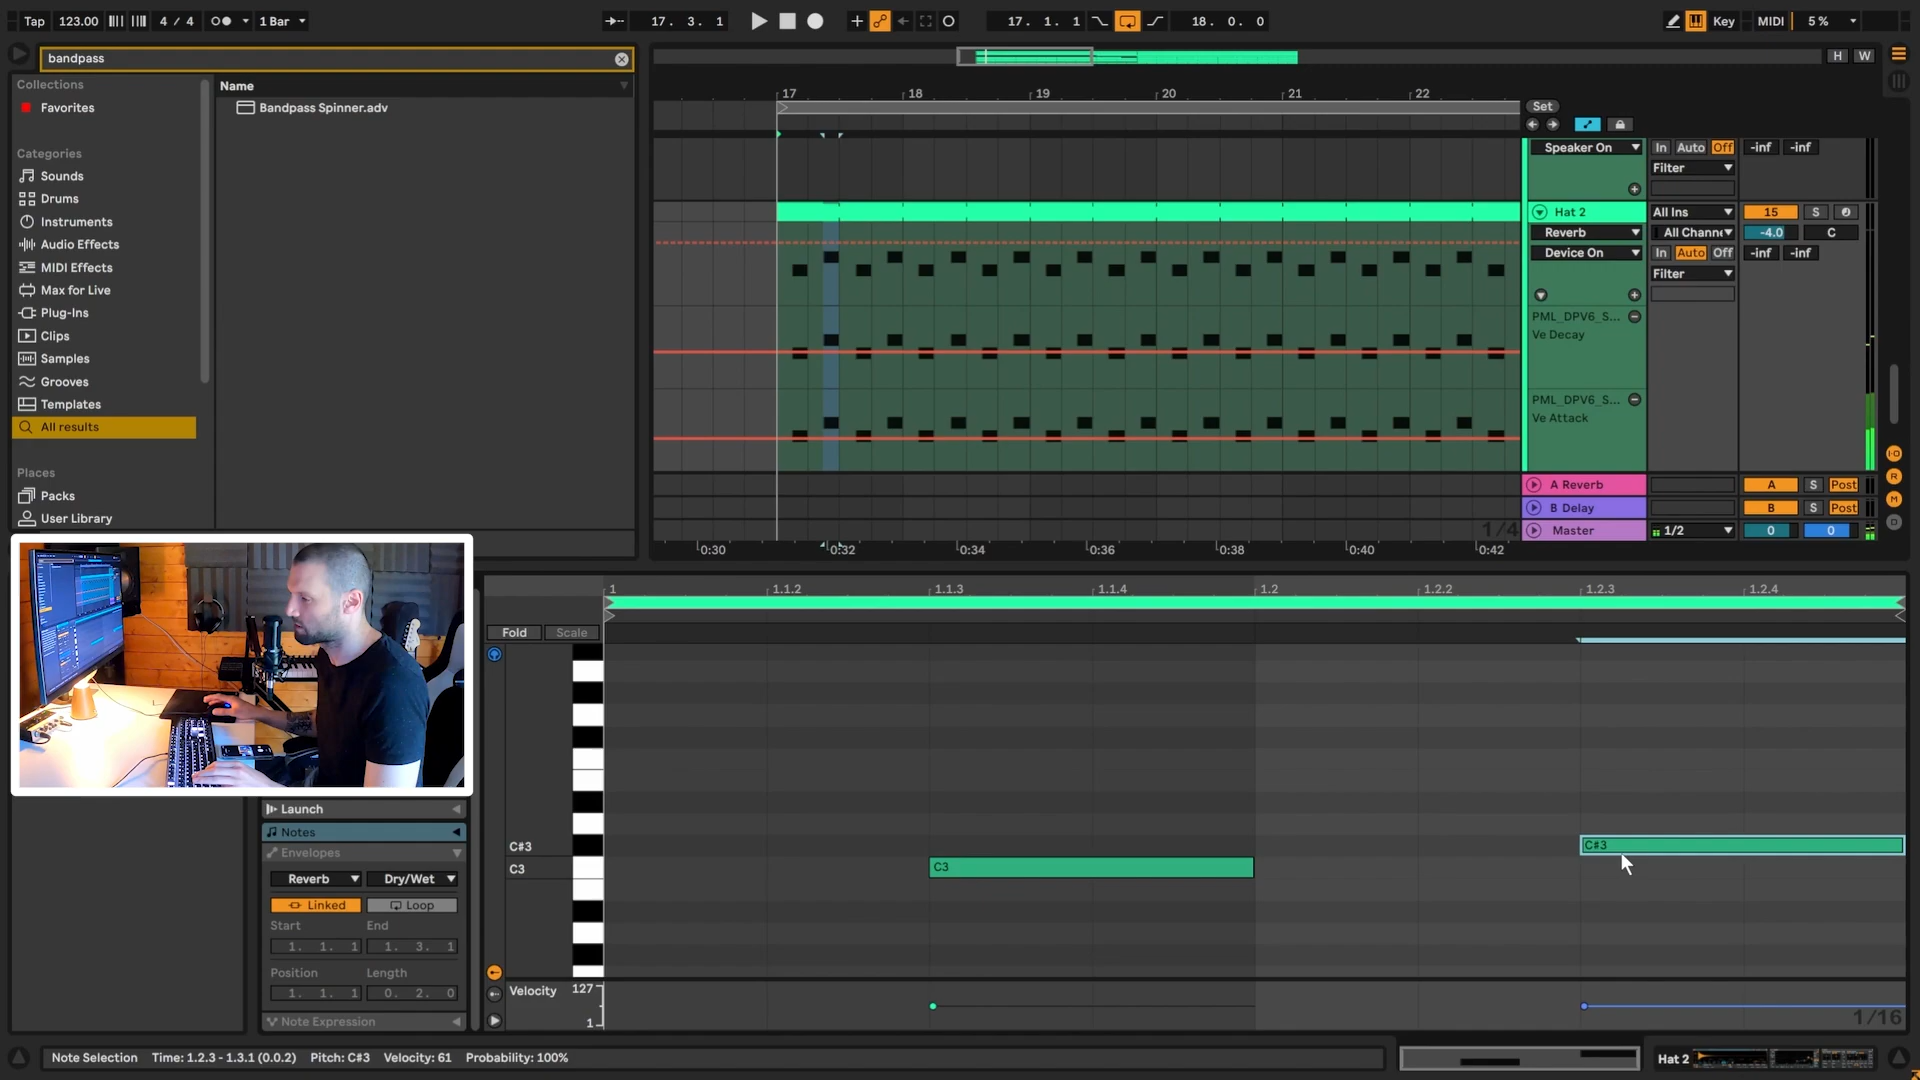 Tap 123.00 4 / 4 1 Bar 17. 3. 1 17. 1. 1 18. 0. 0 Key MIDI 5 %
bandpass
H W
Collections
Name
Favorites
Bandpass Spinner.adv
17 18 19 20 21 22
Set
Categories
Sounds
Drums
Instruments
Audio Effects
MIDI Effects
Max for Live
Plug-Ins
Clips
Samples
Grooves
Templates
All results
Places
Packs
User Library
Speaker On In Auto Off -inf -inf
Filter
Hat 2 All Ins 15 S
Reverb All Channe -4.0 C
Device On In Auto Off -inf -inf
Filter
PML_DPV6_S...
Ve Decay
PML_DPV6_S...
Ve Attack
A Reverb A S Post
B Delay B S Post
1/4
Master 1/2 0 0
0:30 0:32 0:34 0:36 0:38 0:40 0:42
1 1.1.2 1.1.3 1.1.4 1.2 1.2.2 1.2.3 1.2.4
Fold Scale
C#3 C#3
C3 C3
Launch
Notes
Envelopes
Reverb Dry/Wet
Linked Loop
Start End
1. 1. 1 1. 3. 1
Position Length
1. 1. 1 0. 2. 0
Note Expression
Velocity 127
1
1/16
Note Selection Time: 1.2.3 - 1.3.1 (0.0.2) Pitch: C#3 Velocity: 61 Probability: 100%
Hat 2